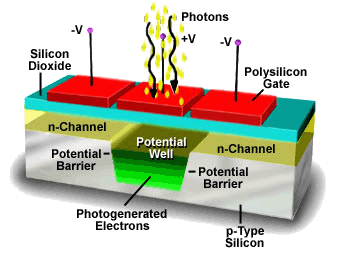 Photons
-V
+V
-V
Silicon
Dioxide
Polysilicon
Gate
n-Channel
Potential
Well
n-Channel
Potential
Barrier
Potential
Barrier
Photogenerated
Electrons
p-Type
Silicon